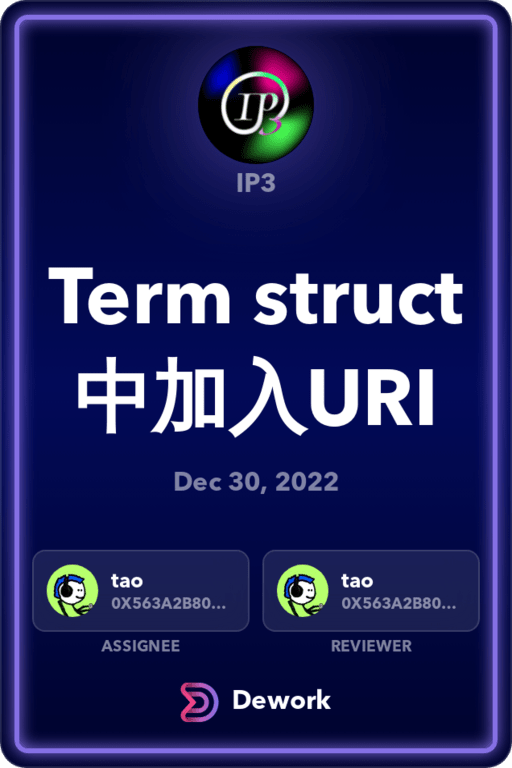 IP3
IP3
Term struct
中加入URI
Dec 30, 2022
tao
0X563A2B80...
ASSIGNEE
tao
0X563A2B80...
REVIEWER
Dework